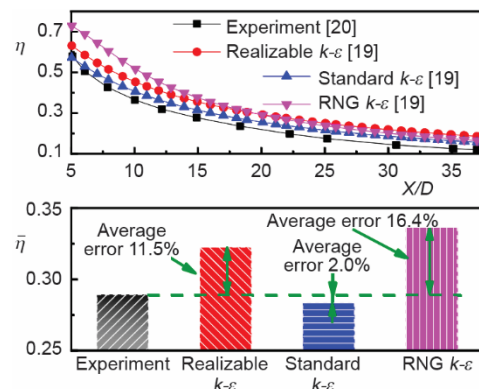 η
0.7
0.5
0.3
0.1
Experiment [20]
Realizable k-ε [19]
Standard k-ε [19]
RNG k-ε [19]
5 10 15 20 25 30 35
X/D
η̄
0.35
0.30
0.25
Average
error 11.5%
Average error 16.4%
Average
error 2.0%
Experiment Realizable Standard RNG k-ε
k-ε k-ε